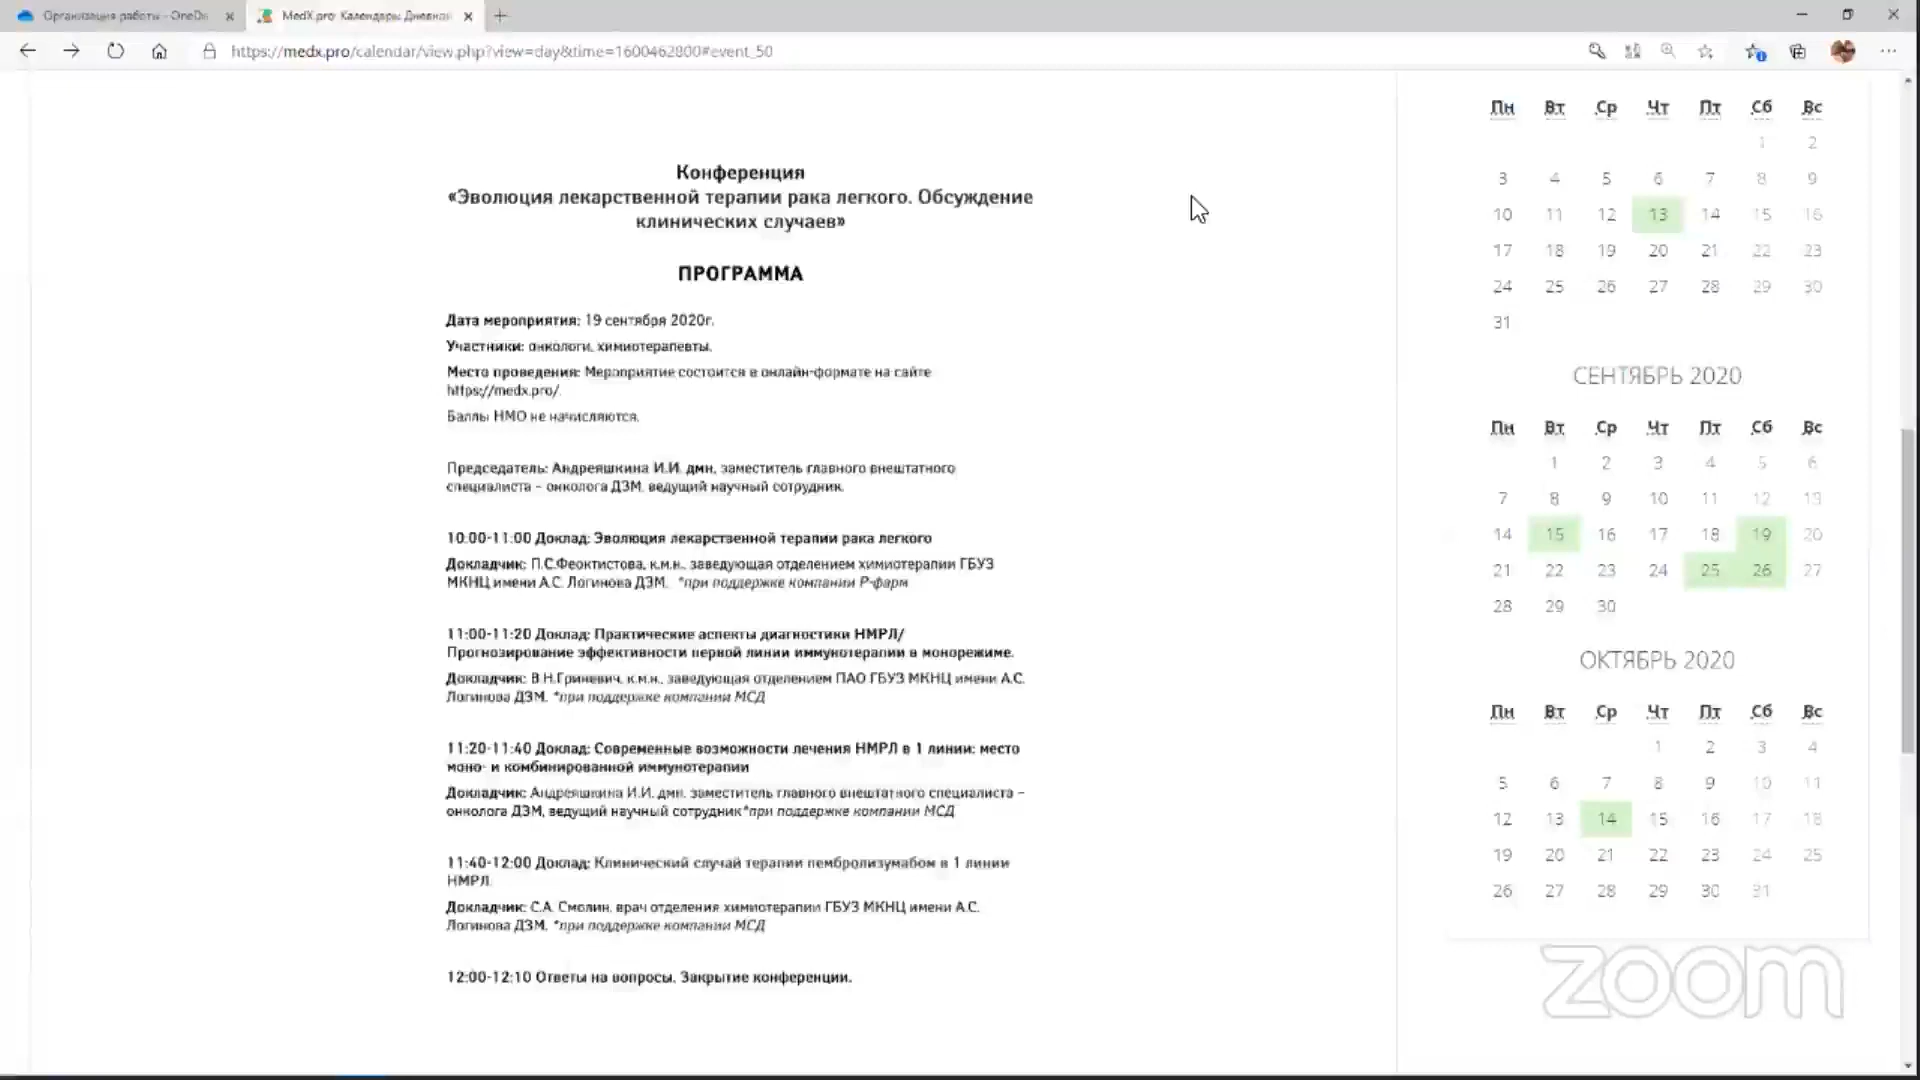 Организация работы - OneDr
MedX.pro: Календарь: Дневная
https://medx.pro/calendar/view.php?view=day&time=1600462800#event_50
Конференция
«Эволюция лекарственной терапии рака легкого. Обсуждение
клинических случаев»
ПРОГРАММА
Дата мероприятия: 19 сентября 2020г.
Участники: онкологи, химиотерапевты.
Место проведения: Мероприятие состоится в онлайн-формате на сайте
https://medx.pro/.
Баллы НМО не начисляются.
Председатель: Андреяшкина И.И. дмн, заместитель главного внештатного
специалиста – онколога ДЗМ, ведущий научный сотрудник.
10:00-11:00 Доклад: Эволюция лекарственной терапии рака легкого
Докладчик: П.С.Феоктистова, к.м.н., заведующая отделением химиотерапии ГБУЗ
МКНЦ имени А.С. Логинова ДЗМ. *при поддержке компании Р-фарм
11:00-11:20 Доклад: Практические аспекты диагностики НМРЛ/
Прогнозирование эффективности первой линии иммунотерапии в монорежиме.
Докладчик: В.Н.Гриневич, к.м.н., заведующая отделением ПАО ГБУЗ МКНЦ имени А.С.
Логинова ДЗМ. *при поддержке компании МСД
11:20-11:40 Доклад: Современные возможности лечения НМРЛ в 1 линии: место
моно- и комбинированной иммунотерапии
Докладчик: Андреяшкина И.И. дмн, заместитель главного внештатного специалиста –
онколога ДЗМ, ведущий научный сотрудник*при поддержке компании МСД
11:40-12:00 Доклад: Клинический случай терапии пембролизумабом в 1 линии
НМРЛ.
Докладчик: С.А. Смолин, врач отделения химиотерапии ГБУЗ МКНЦ имени А.С.
Логинова ДЗМ. *при поддержке компании МСД
12:00-12:10 Ответы на вопросы. Закрытие конференции.
Пн Вт Ср Чт Пт Сб Вс
1 2
3 4 5 6 7 8 9
10 11 12 13 14 15 16
17 18 19 20 21 22 23
24 25 26 27 28 29 30
31
СЕНТЯБРЬ 2020
Пн Вт Ср Чт Пт Сб Вс
1 2 3 4 5 6
7 8 9 10 11 12 13
14 15 16 17 18 19 20
21 22 23 24 25 26 27
28 29 30
ОКТЯБРЬ 2020
Пн Вт Ср Чт Пт Сб Вс
1 2 3 4
5 6 7 8 9 10 11
12 13 14 15 16 17 18
19 20 21 22 23 24 25
26 27 28 29 30 31
zoom